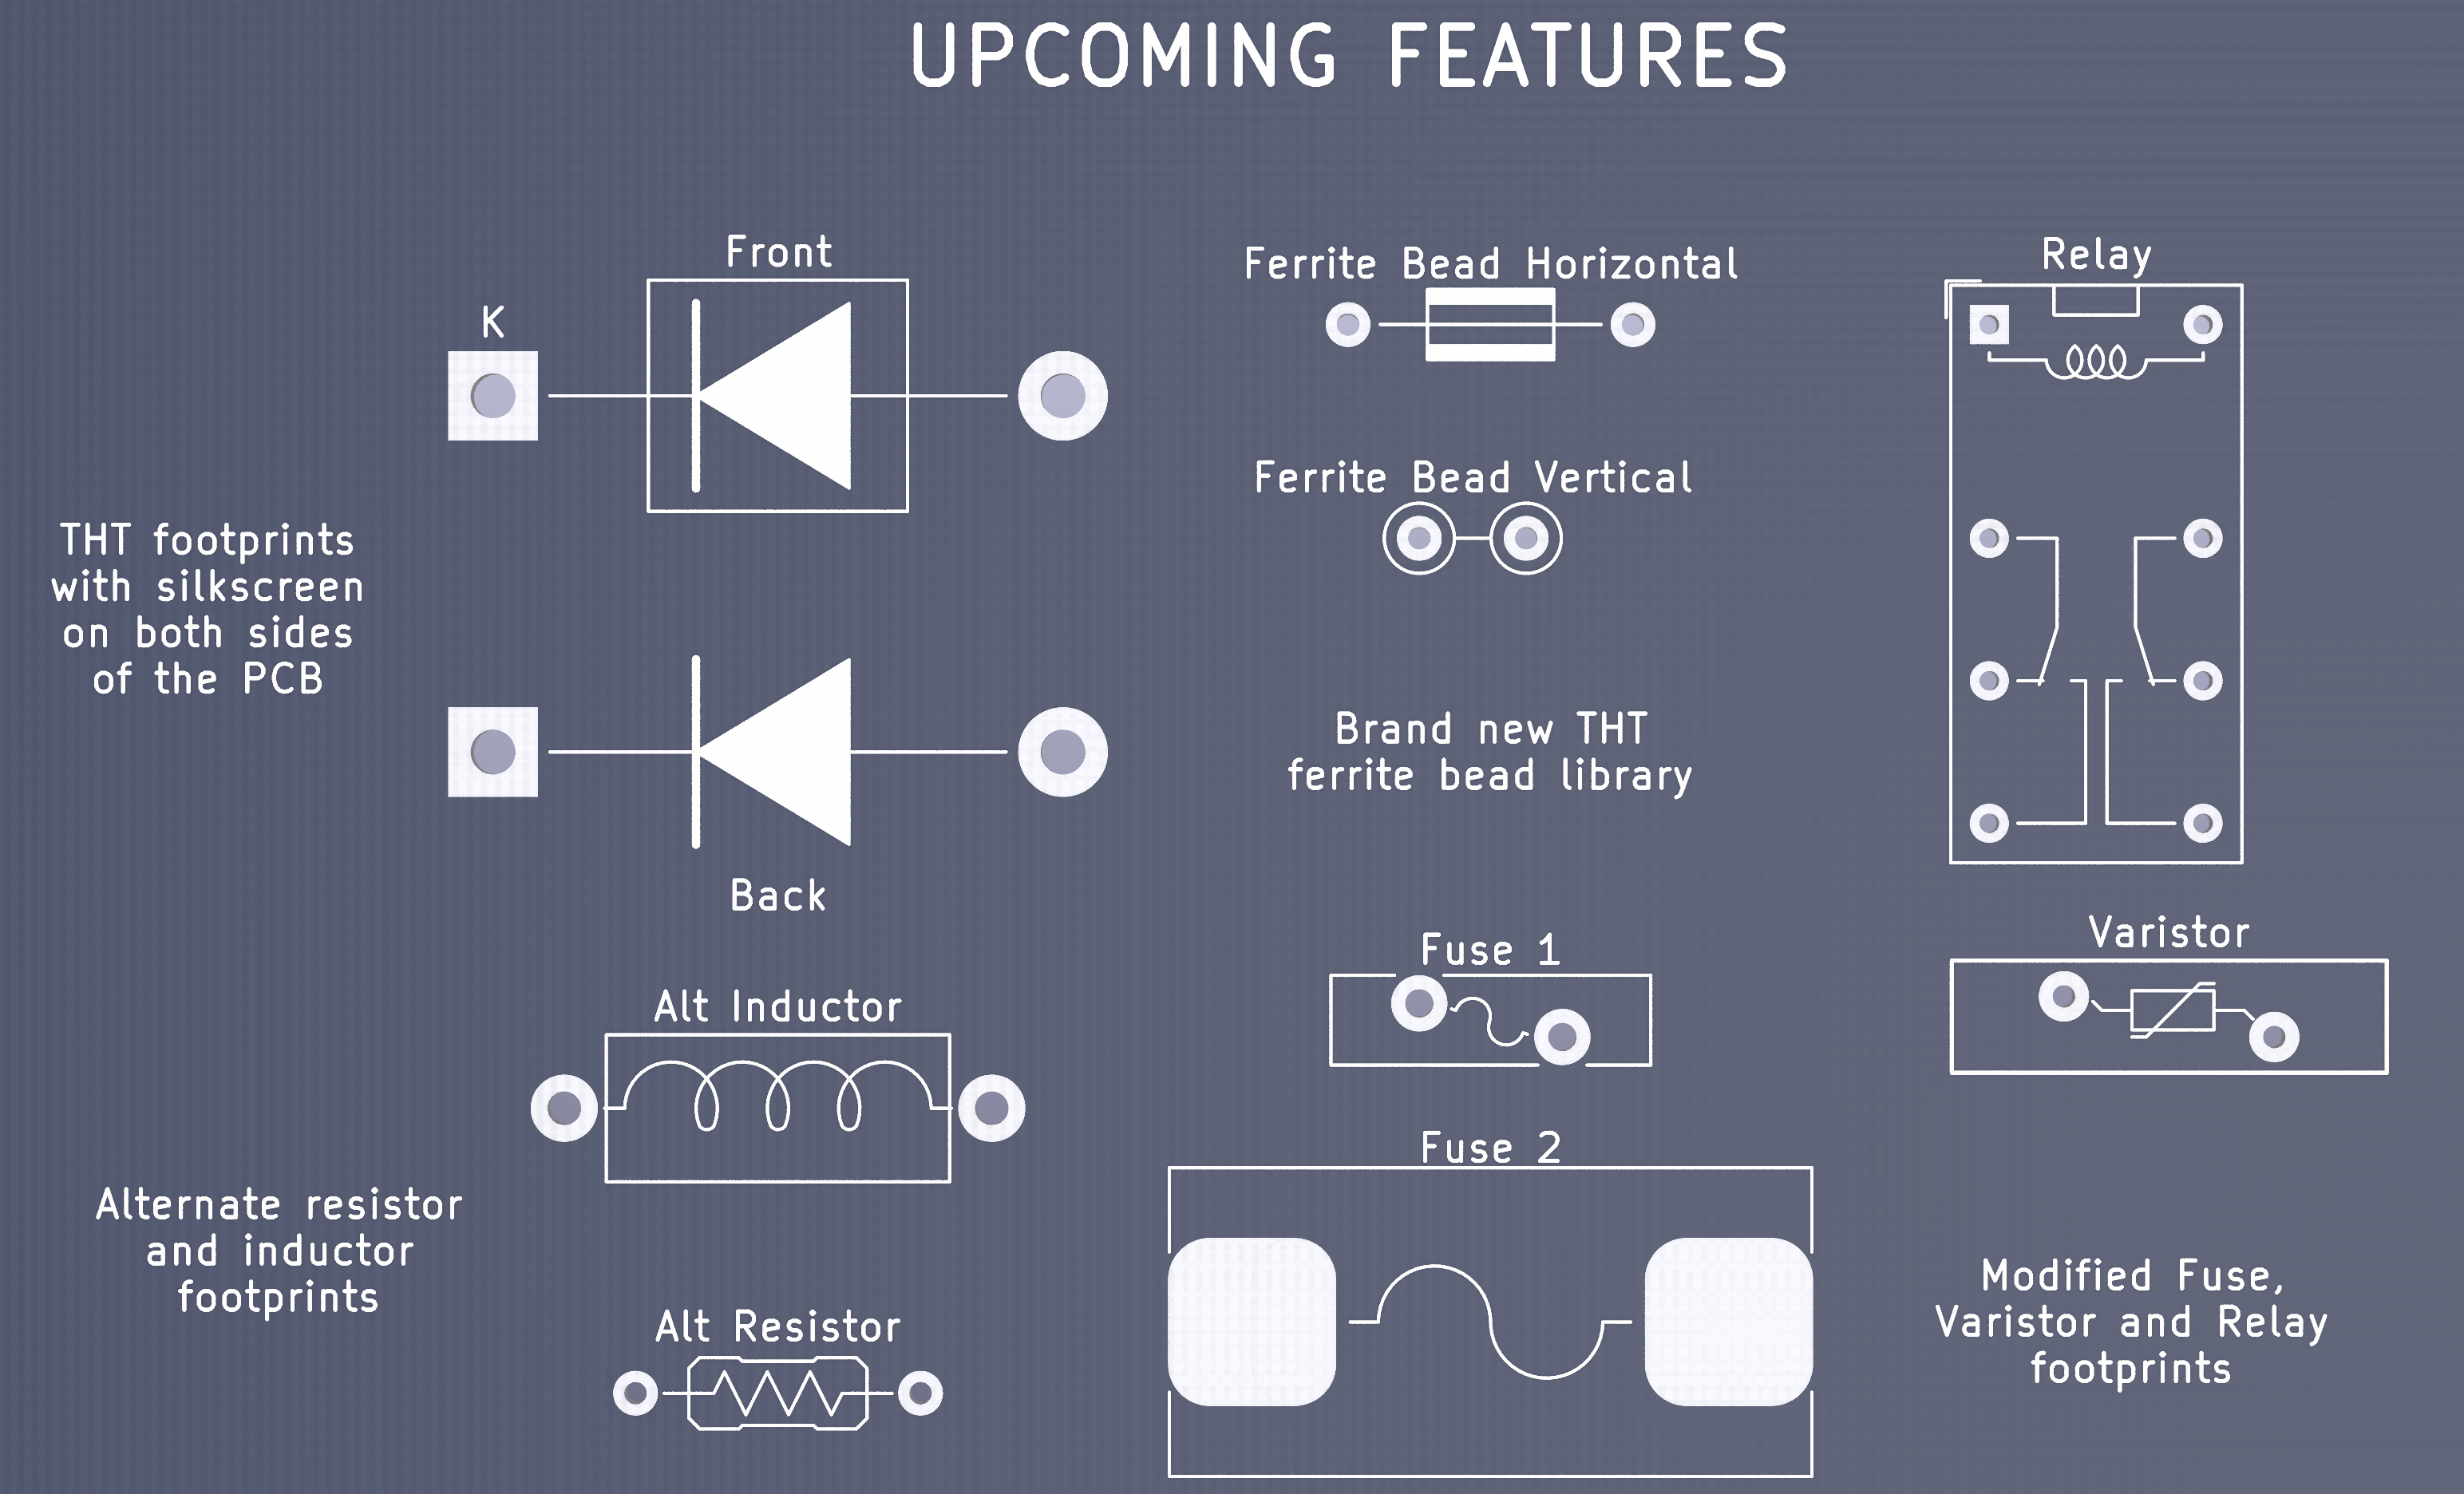 UPCOMING FEATURES
Front
K
THT footprints
with silkscreen
on both sides
of the PCB
Back
Alt Inductor
Alternate resistor
and inductor
footprints
Alt Resistor
Ferrite Bead Horizontal
Ferrite Bead Vertical
Brand new THT
ferrite bead library
Fuse 1
Fuse 2
Relay
Varistor
Modified Fuse,
Varistor and Relay
footprints